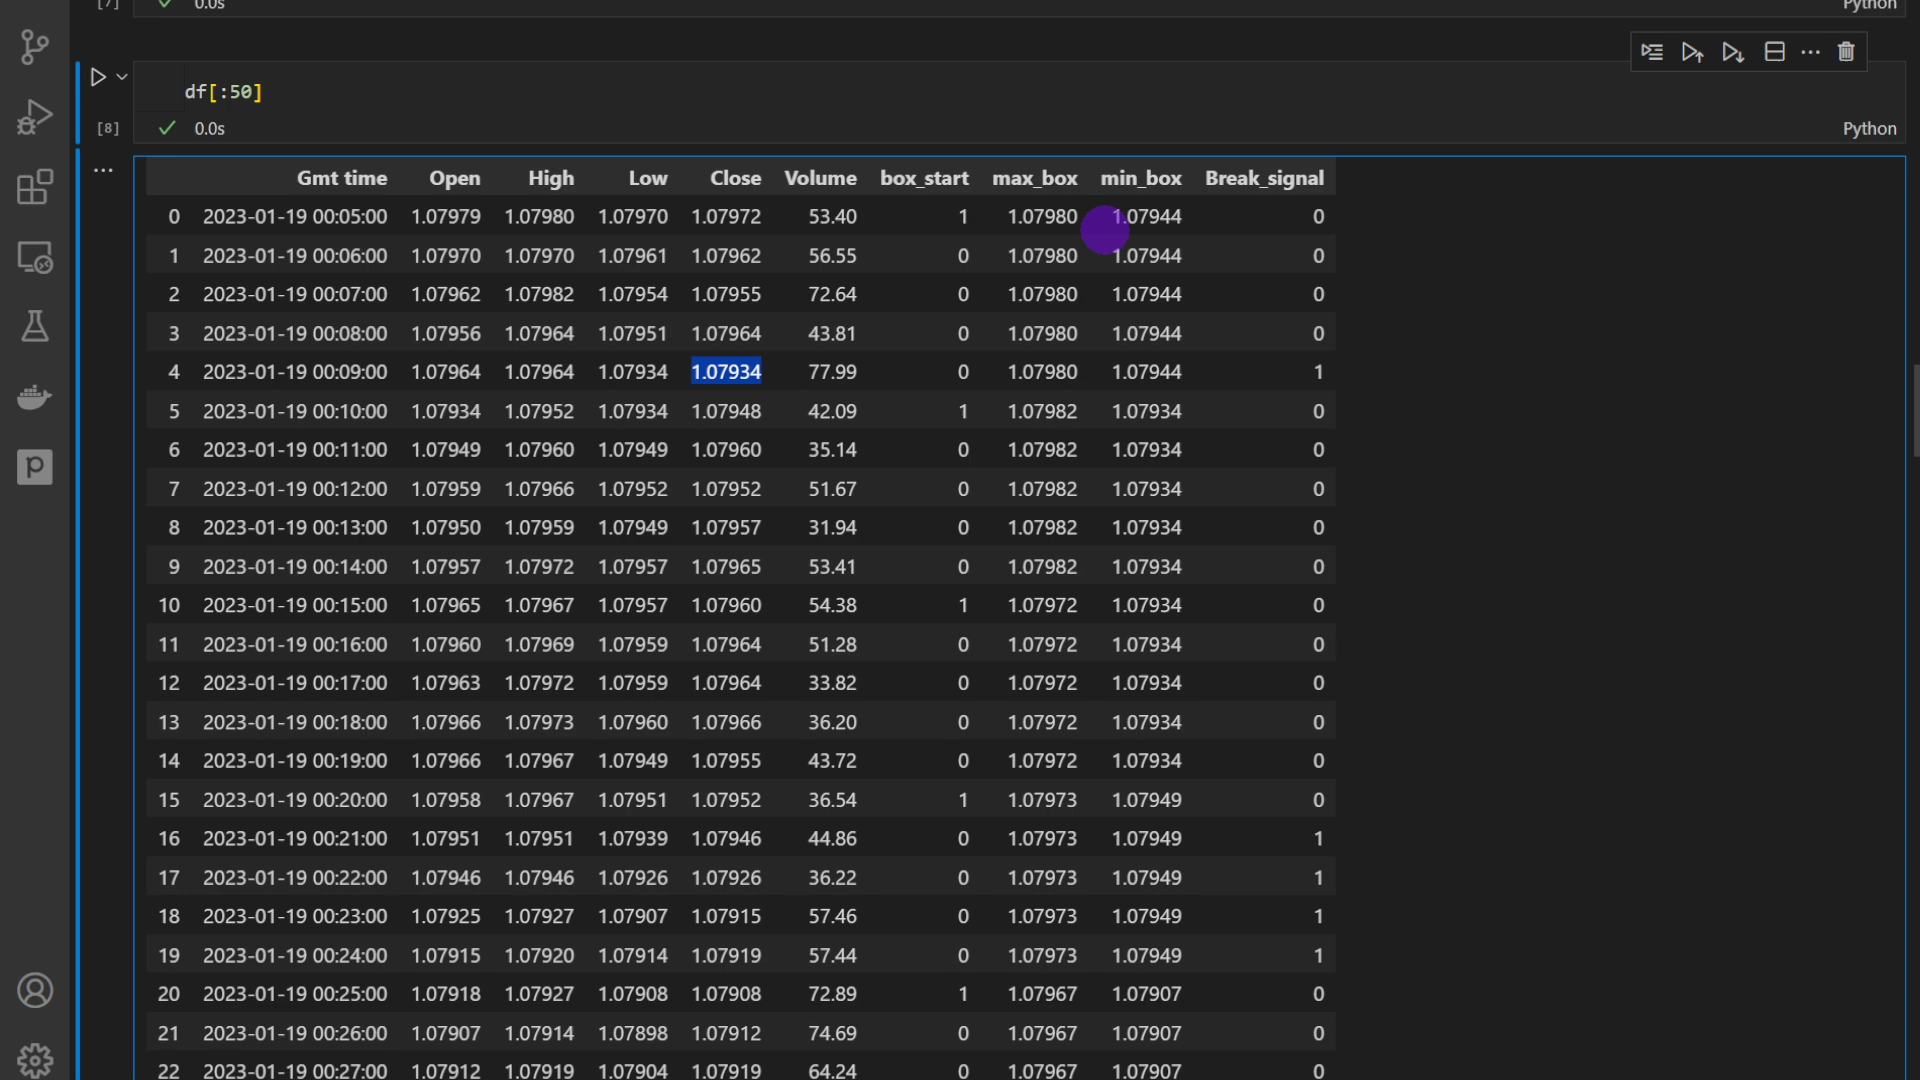 [7] 0.0s Python
df[:50]
[8] 0.0s Python
Gmt time Open High Low Close Volume box_start max_box min_box Break_signal
0 2023-01-19 00:05:00 1.07979 1.07980 1.07970 1.07972 53.40 1 1.07980 1.07944 0
1 2023-01-19 00:06:00 1.07970 1.07970 1.07961 1.07962 56.55 0 1.07980 1.07944 0
2 2023-01-19 00:07:00 1.07962 1.07982 1.07954 1.07955 72.64 0 1.07980 1.07944 0
3 2023-01-19 00:08:00 1.07956 1.07964 1.07951 1.07964 43.81 0 1.07980 1.07944 0
4 2023-01-19 00:09:00 1.07964 1.07964 1.07934 1.07934 77.99 0 1.07980 1.07944 1
5 2023-01-19 00:10:00 1.07934 1.07952 1.07934 1.07948 42.09 1 1.07982 1.07934 0
6 2023-01-19 00:11:00 1.07949 1.07960 1.07949 1.07960 35.14 0 1.07982 1.07934 0
7 2023-01-19 00:12:00 1.07959 1.07966 1.07952 1.07952 51.67 0 1.07982 1.07934 0
8 2023-01-19 00:13:00 1.07950 1.07959 1.07949 1.07957 31.94 0 1.07982 1.07934 0
9 2023-01-19 00:14:00 1.07957 1.07972 1.07957 1.07965 53.41 0 1.07982 1.07934 0
10 2023-01-19 00:15:00 1.07965 1.07967 1.07957 1.07960 54.38 1 1.07972 1.07934 0
11 2023-01-19 00:16:00 1.07960 1.07969 1.07959 1.07964 51.28 0 1.07972 1.07934 0
12 2023-01-19 00:17:00 1.07963 1.07972 1.07959 1.07964 33.82 0 1.07972 1.07934 0
13 2023-01-19 00:18:00 1.07966 1.07973 1.07960 1.07966 36.20 0 1.07972 1.07934 0
14 2023-01-19 00:19:00 1.07966 1.07967 1.07949 1.07955 43.72 0 1.07972 1.07934 0
15 2023-01-19 00:20:00 1.07958 1.07967 1.07951 1.07952 36.54 1 1.07973 1.07949 0
16 2023-01-19 00:21:00 1.07951 1.07951 1.07939 1.07946 44.86 0 1.07973 1.07949 1
17 2023-01-19 00:22:00 1.07946 1.07946 1.07926 1.07926 36.22 0 1.07973 1.07949 1
18 2023-01-19 00:23:00 1.07925 1.07927 1.07907 1.07915 57.46 0 1.07973 1.07949 1
19 2023-01-19 00:24:00 1.07915 1.07920 1.07914 1.07919 57.44 0 1.07973 1.07949 1
20 2023-01-19 00:25:00 1.07918 1.07927 1.07908 1.07908 72.89 1 1.07967 1.07907 0
21 2023-01-19 00:26:00 1.07907 1.07914 1.07898 1.07912 74.69 0 1.07967 1.07907 0
22 2023-01-19 00:27:00 1.07912 1.07919 1.07904 1.07919 64.24 0 1.07967 1.07907 0